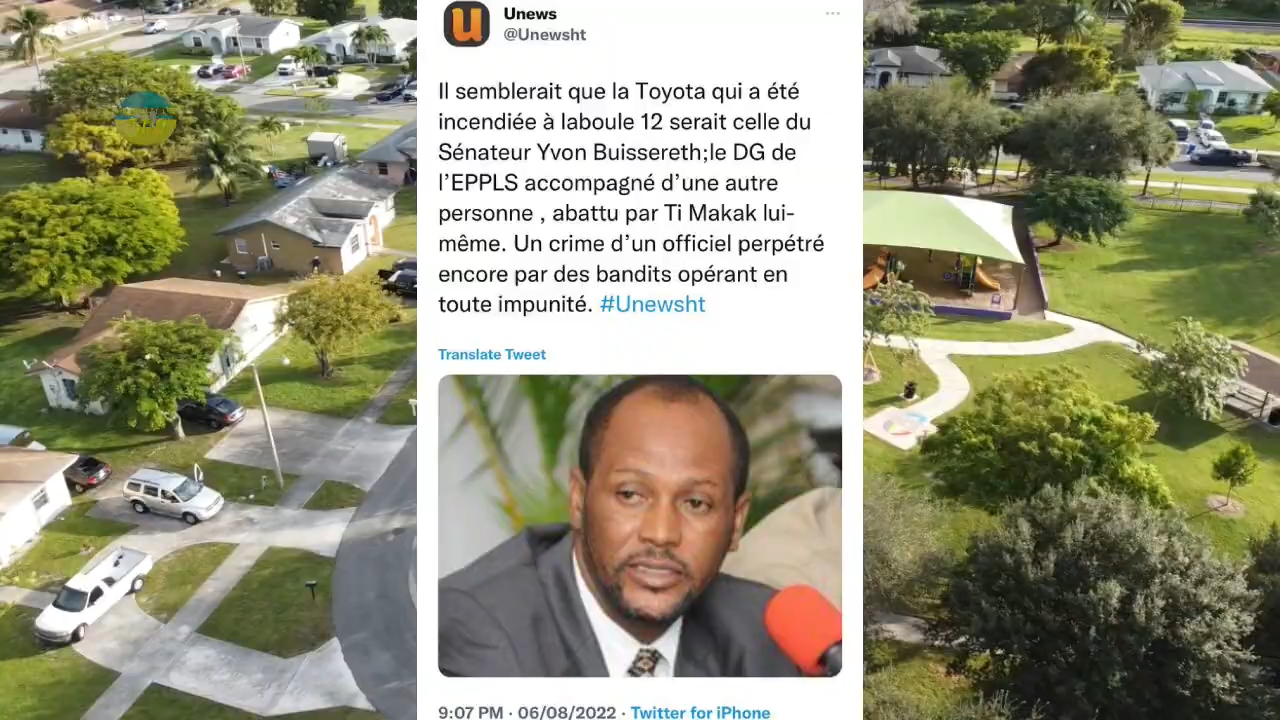 Unews
@Unewsht
Il semblerait que la Toyota qui a été
incendiée à laboule 12 serait celle du
Sénateur Yvon Buissereth;le DG de
l’EPPLS accompagné d’une autre
personne , abattu par Ti Makak lui-
même. Un crime d’un officiel perpétré
encore par des bandits opérant en
toute impunité. #Unewsht
Translate Tweet
9:07 PM · 06/08/2022 · Twitter for iPhone